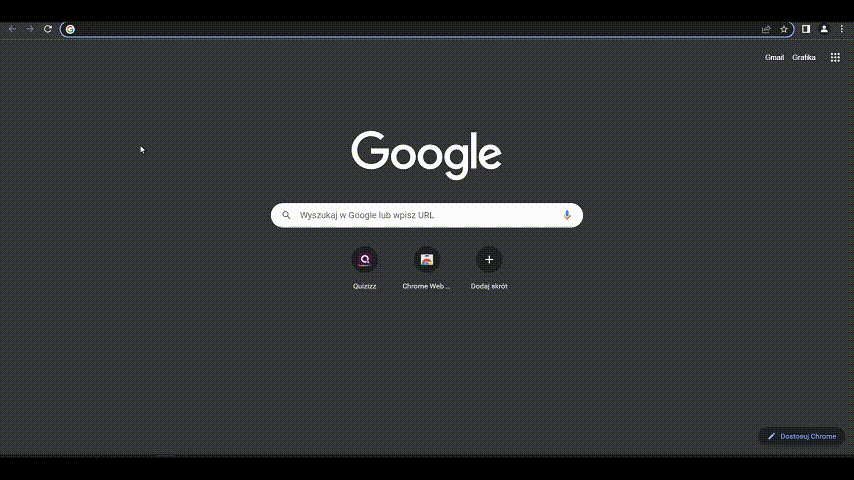 Gmail Grafika
Google
Wyszukaj w Google lub wpisz URL
Quizizz Chrome Web ... Dodaj skrót
Dostosuj Chrome